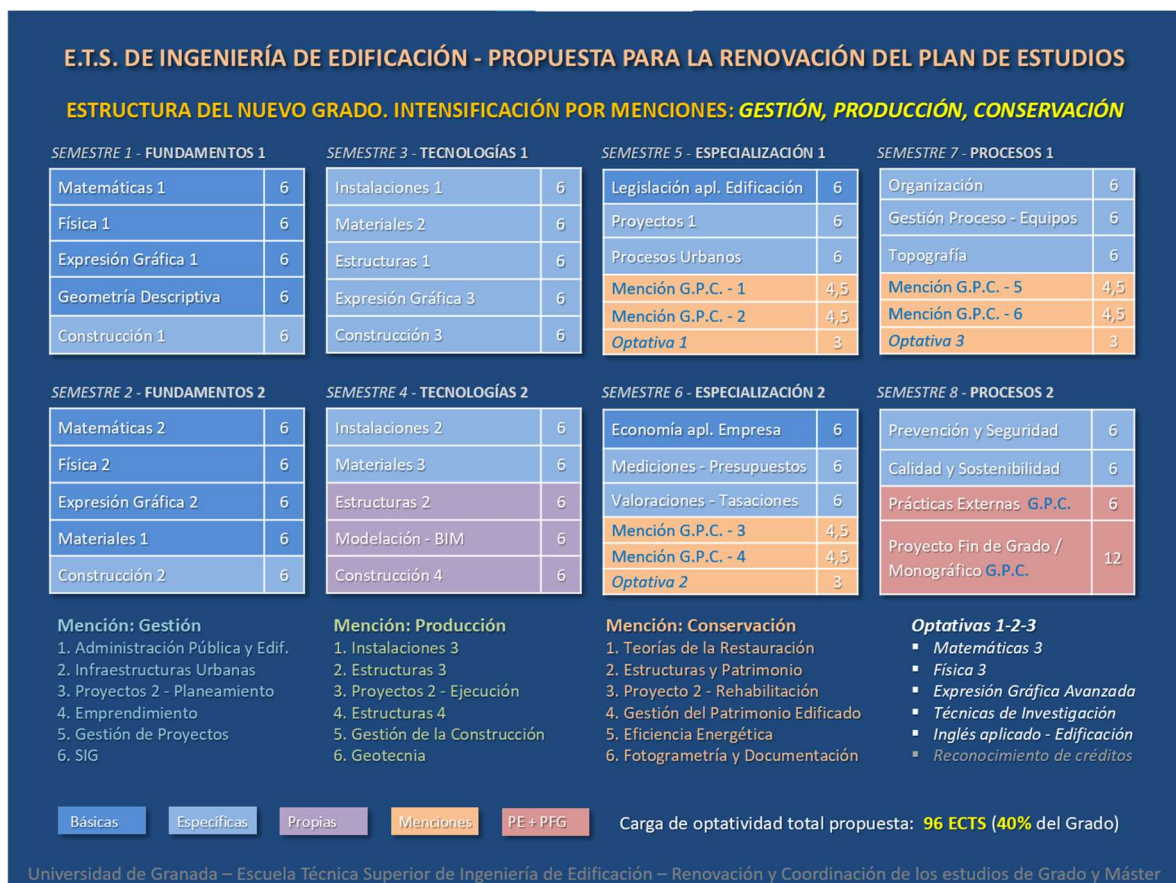 E.T.S. DE INGENIERÍA DE EDIFICACIÓN - PROPUESTA PARA LA RENOVACIÓN DEL PLAN DE ESTUDIOS
ESTRUCTURA DEL NUEVO GRADO. INTENSIFICACIÓN POR MENCIONES: GESTIÓN, PRODUCCIÓN, CONSERVACIÓN
SEMESTRE 1 - FUNDAMENTOS 1
Matemáticas 1 6
Física 1 6
Expresión Gráfica 1 6
Geometría Descriptiva 6
Construcción 1 6
SEMESTRE 3 - TECNOLOGÍAS 1
Instalaciones 1 6
Materiales 2 6
Estructuras 1 6
Expresión Gráfica 3 6
Construcción 3 6
SEMESTRE 5 - ESPECIALIZACIÓN 1
Legislación apl. Edificación 6
Proyectos 1 6
Procesos Urbanos 6
Mención G.P.C. - 1 4,5
Mención G.P.C. - 2 4,5
Optativa 1 3
SEMESTRE 7 - PROCESOS 1
Organización 6
Gestión Proceso - Equipos 6
Topografía 6
Mención G.P.C. - 5 4,5
Mención G.P.C. - 6 4,5
Optativa 3 3
SEMESTRE 2 - FUNDAMENTOS 2
Matemáticas 2 6
Física 2 6
Expresión Gráfica 2 6
Materiales 1 6
Construcción 2 6
SEMESTRE 4 - TECNOLOGÍAS 2
Instalaciones 2 6
Materiales 3 6
Estructuras 2 6
Modelación - BIM 6
Construcción 4 6
SEMESTRE 6 - ESPECIALIZACIÓN 2
Economía apl. Empresa 6
Mediciones - Presupuestos 6
Valoraciones - Tasaciones 6
Mención G.P.C. - 3 4,5
Mención G.P.C. - 4 4,5
Optativa 2 3
SEMESTRE 8 - PROCESOS 2
Prevención y Seguridad 6
Calidad y Sostenibilidad 6
Prácticas Externas G.P.C. 6
Proyecto Fin de Grado /
Monográfico G.P.C. 12
Mención: Gestión
1. Administración Pública y Edif.
2. Infraestructuras Urbanas
3. Proyectos 2 - Planeamiento
4. Emprendimiento
5. Gestión de Proyectos
6. SIG
Mención: Producción
1. Instalaciones 3
2. Estructuras 3
3. Proyectos 2 - Ejecución
4. Estructuras 4
5. Gestión de la Construcción
6. Geotecnia
Mención: Conservación
1. Teorías de la Restauración
2. Estructuras y Patrimonio
3. Proyecto 2 - Rehabilitación
4. Gestión del Patrimonio Edificado
5. Eficiencia Energética
6. Fotogrametría y Documentación
Optativas 1-2-3
▪ Matemáticas 3
▪ Física 3
▪ Expresión Gráfica Avanzada
▪ Técnicas de Investigación
▪ Inglés aplicado - Edificación
▪ Reconocimiento de créditos
Básicas
Específicas
Propias
Menciones
PE + PFG
Carga de optatividad total propuesta: 96 ECTS (40% del Grado)
Universidad de Granada – Escuela Técnica Superior de Ingeniería de Edificación – Renovación y Coordinación de los estudios de Grado y Máster